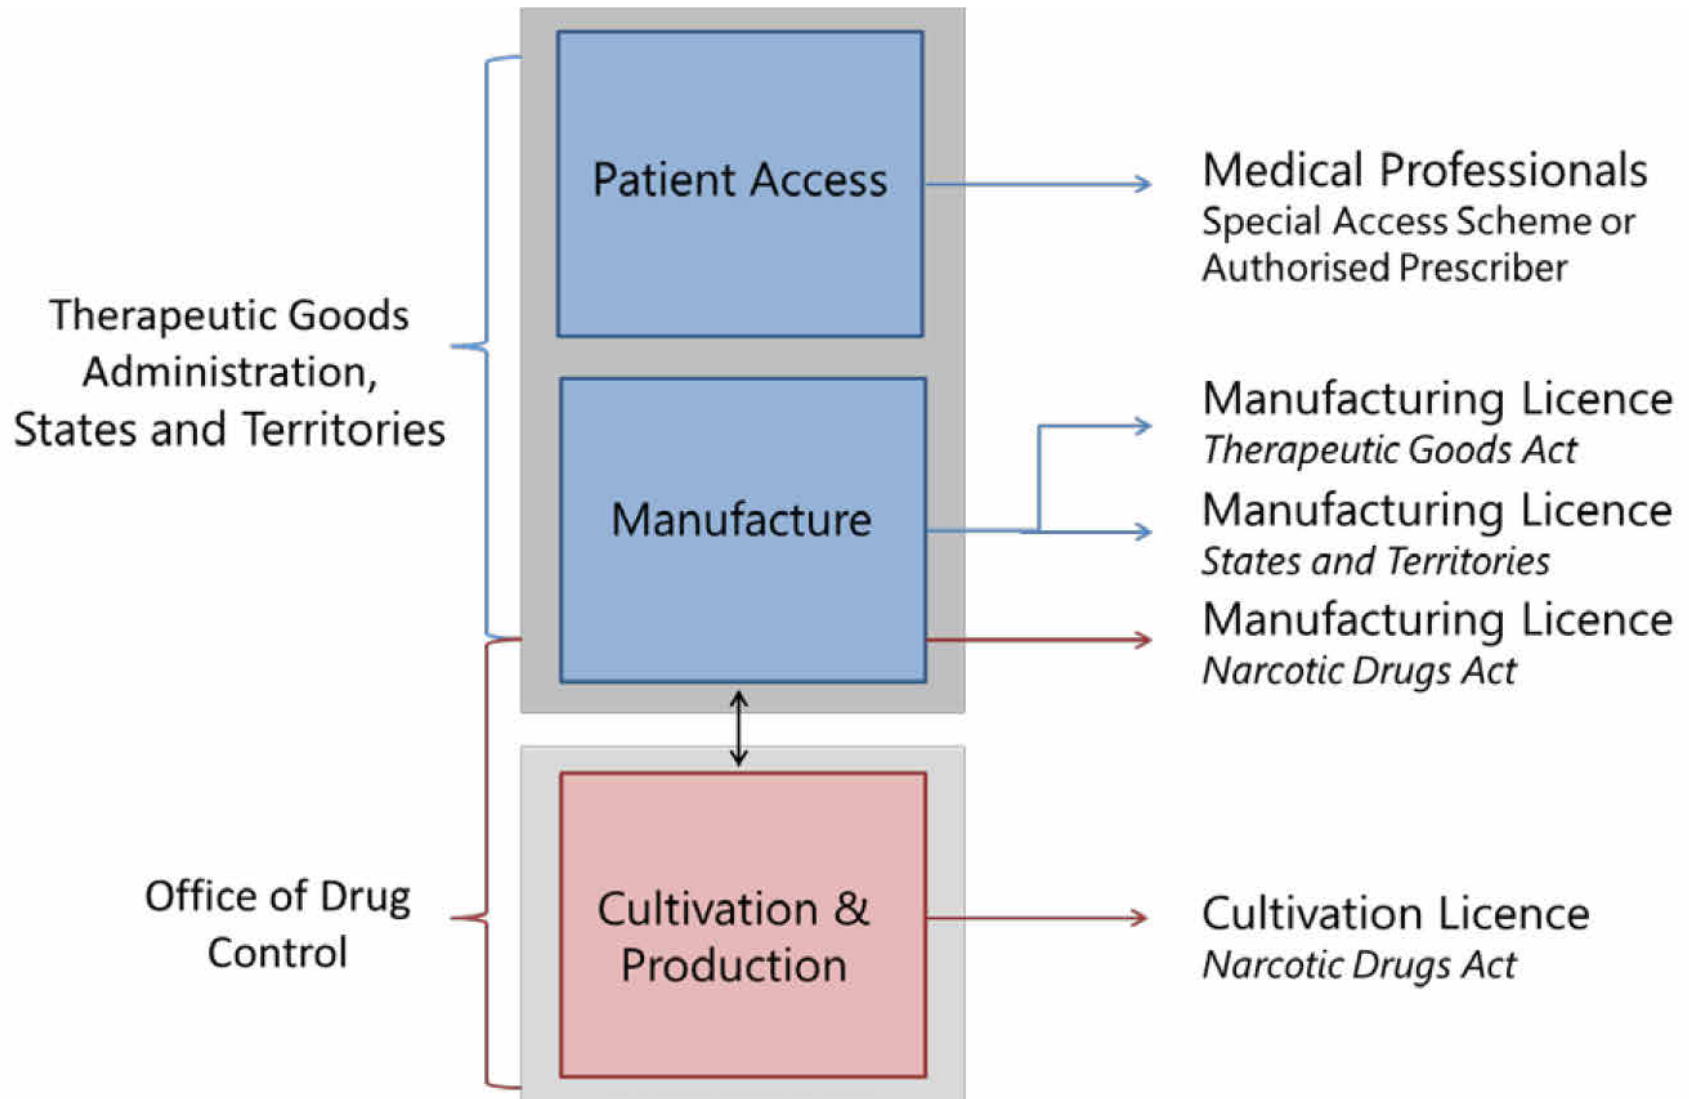 Patient Access
Medical Professionals
Special Access Scheme or
Authorised Prescriber
Therapeutic Goods
Administration,
States and Territories
Manufacture
Manufacturing Licence
Therapeutic Goods Act
Manufacturing Licence
States and Territories
Manufacturing Licence
Narcotic Drugs Act
Office of Drug
Control
Cultivation &
Production
Cultivation Licence
Narcotic Drugs Act